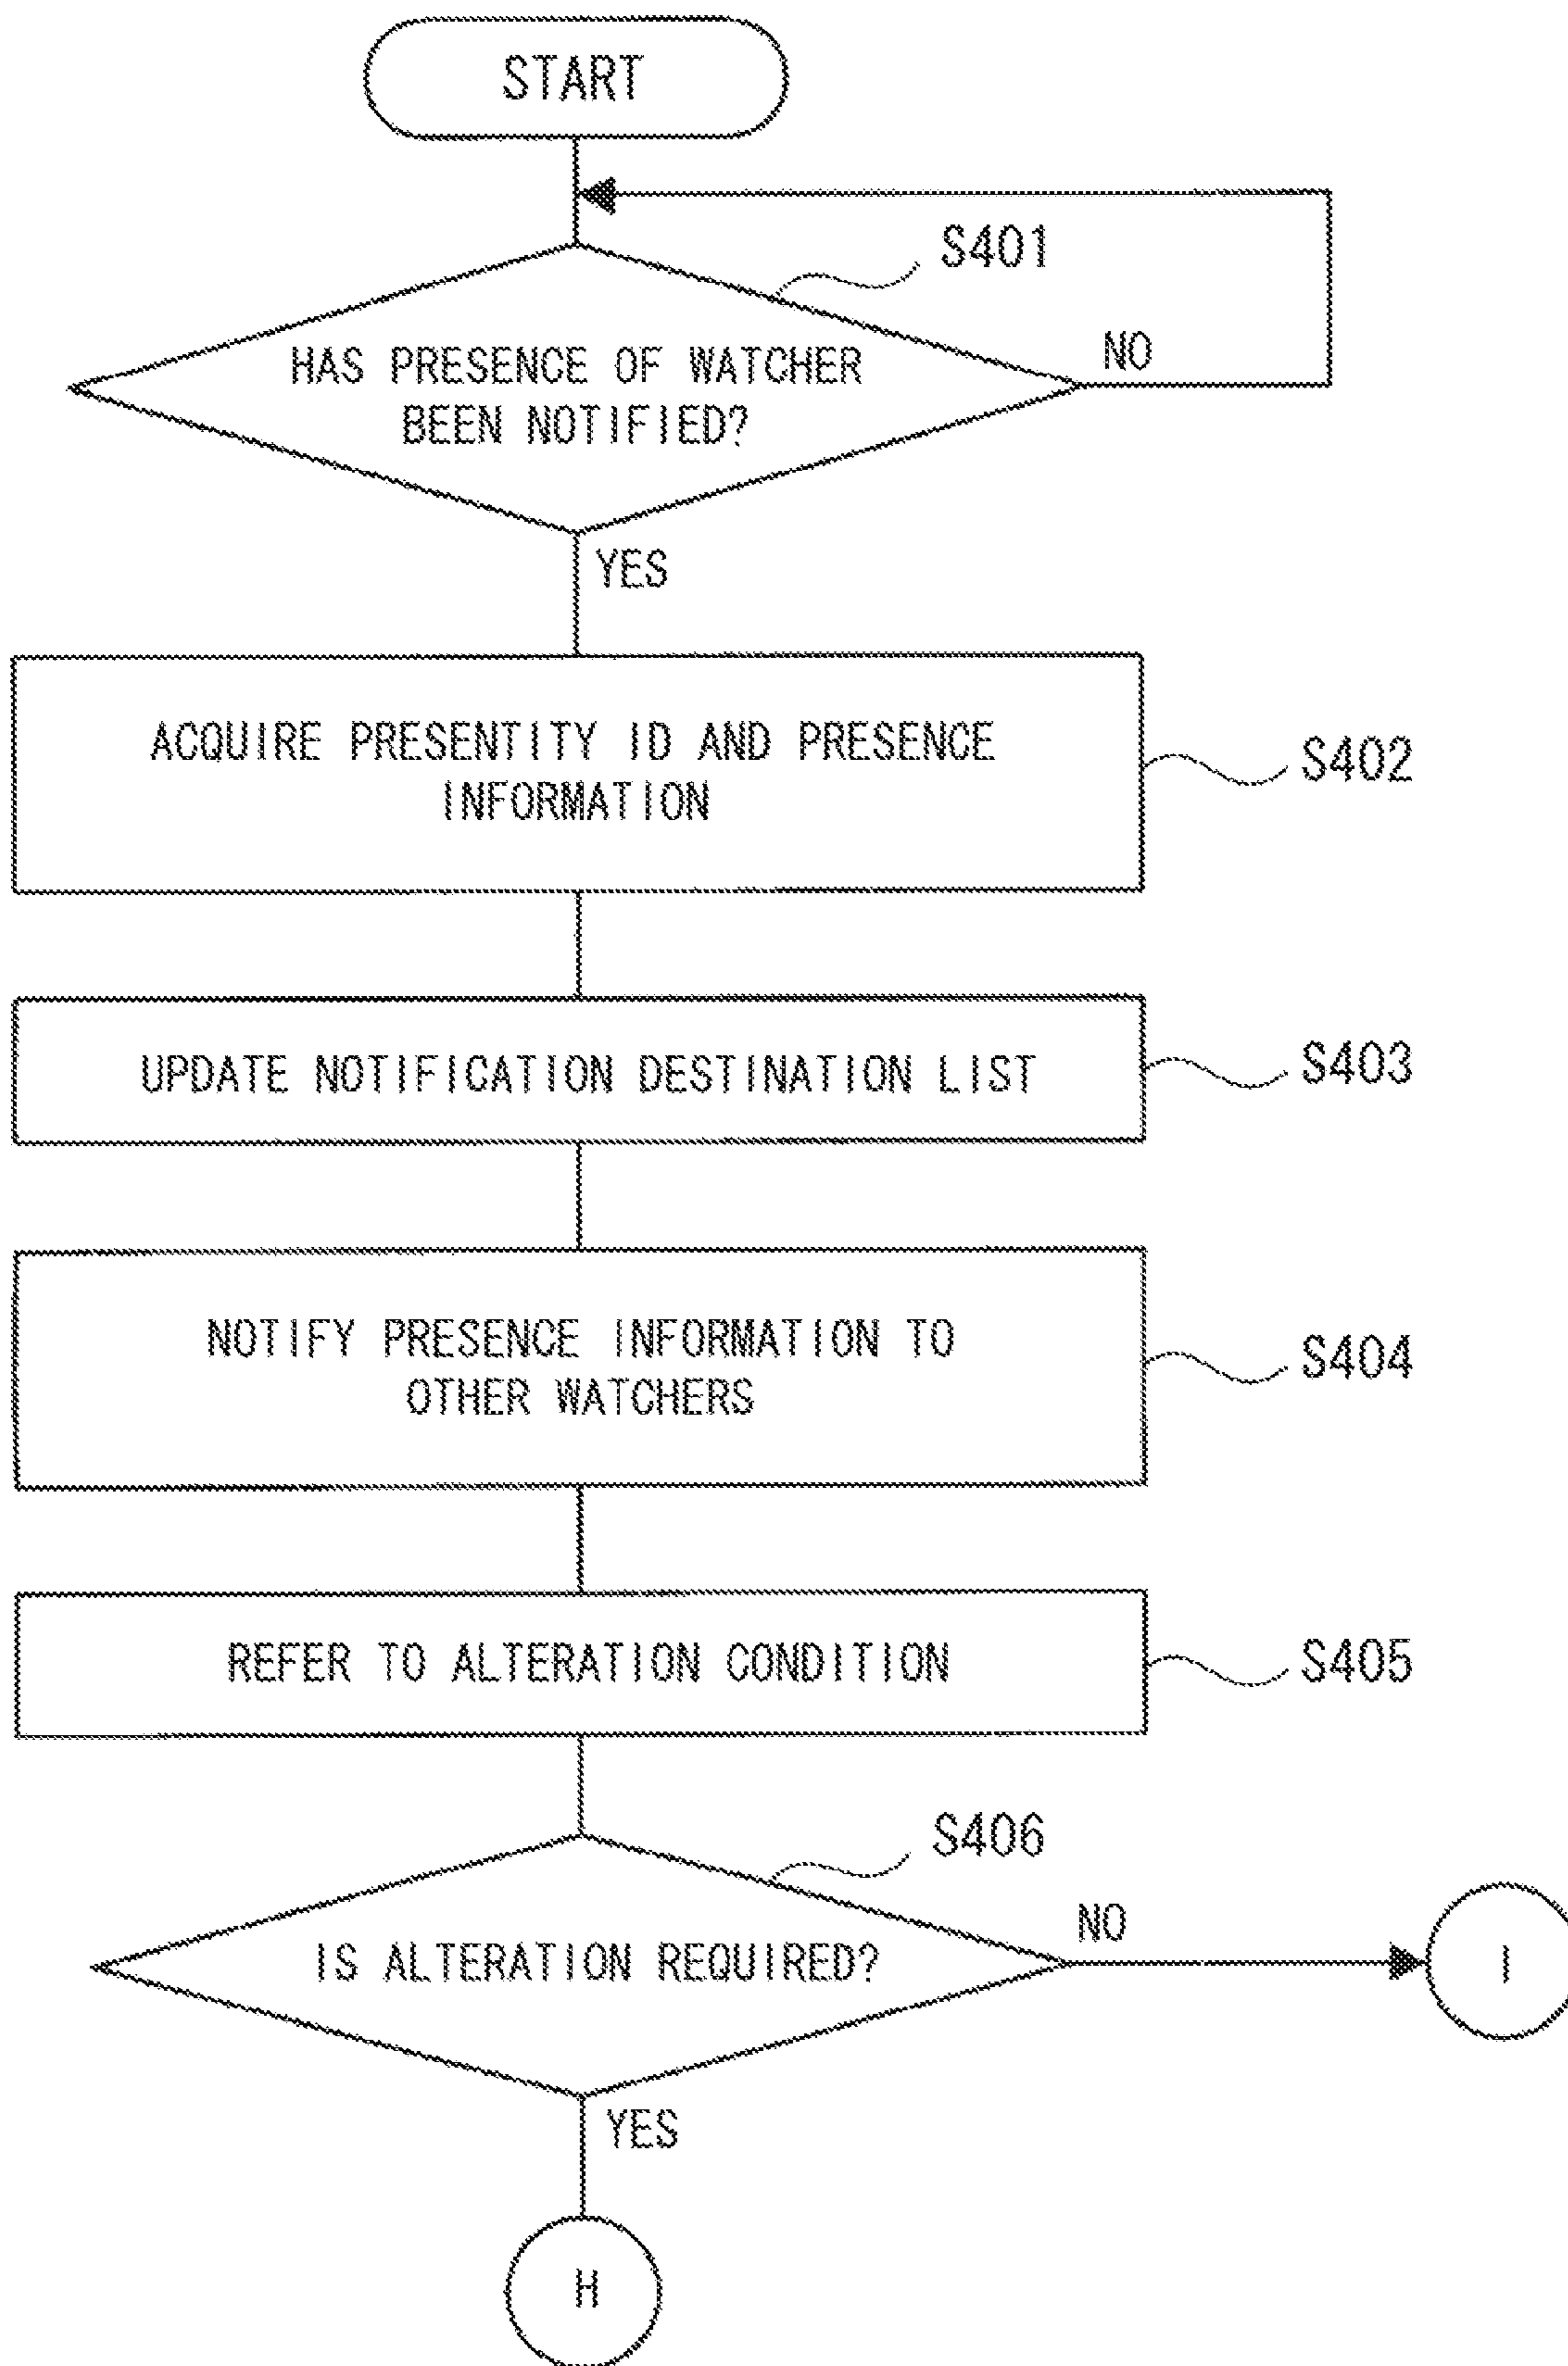 START
S401
HAS PRESENCE OF WATCHER
BEEN NOTIFIED?
NO
YES
ACQUIRE PRESENTITY ID AND PRESENCE
INFORMATION
S402
UPDATE NOTIFICATION DESTINATION LIST
S403
NOTIFY PRESENCE INFORMATION TO
OTHER WATCHERS
S404
REFER TO ALTERATION CONDITION
S405
S406
IS ALTERATION REQUIRED?
NO
I
YES
H